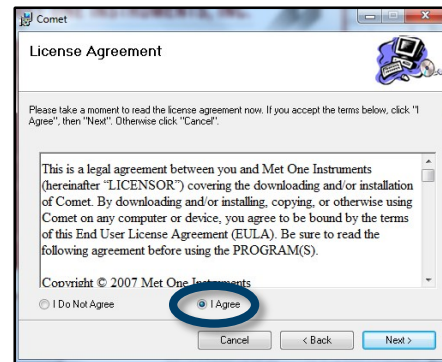 Comet
License Agreement
Please take a moment to read the license agreement now. If you accept the terms below, click "I
Agree", then "Next". Otherwise click "Cancel".
This is a legal agreement between you and Met One Instruments
(hereinafter “LICENSOR”) covering the downloading and/or installation
of Comet. By downloading and/or installing, copying, or otherwise using
Comet on any computer or device, you agree to be bound by the terms
of this End User License Agreement (EULA). Be sure to read the
following agreement before using the PROGRAM(S).
Copyright © 2007 Met One Instruments
I Do Not Agree I Agree
Cancel < Back Next >